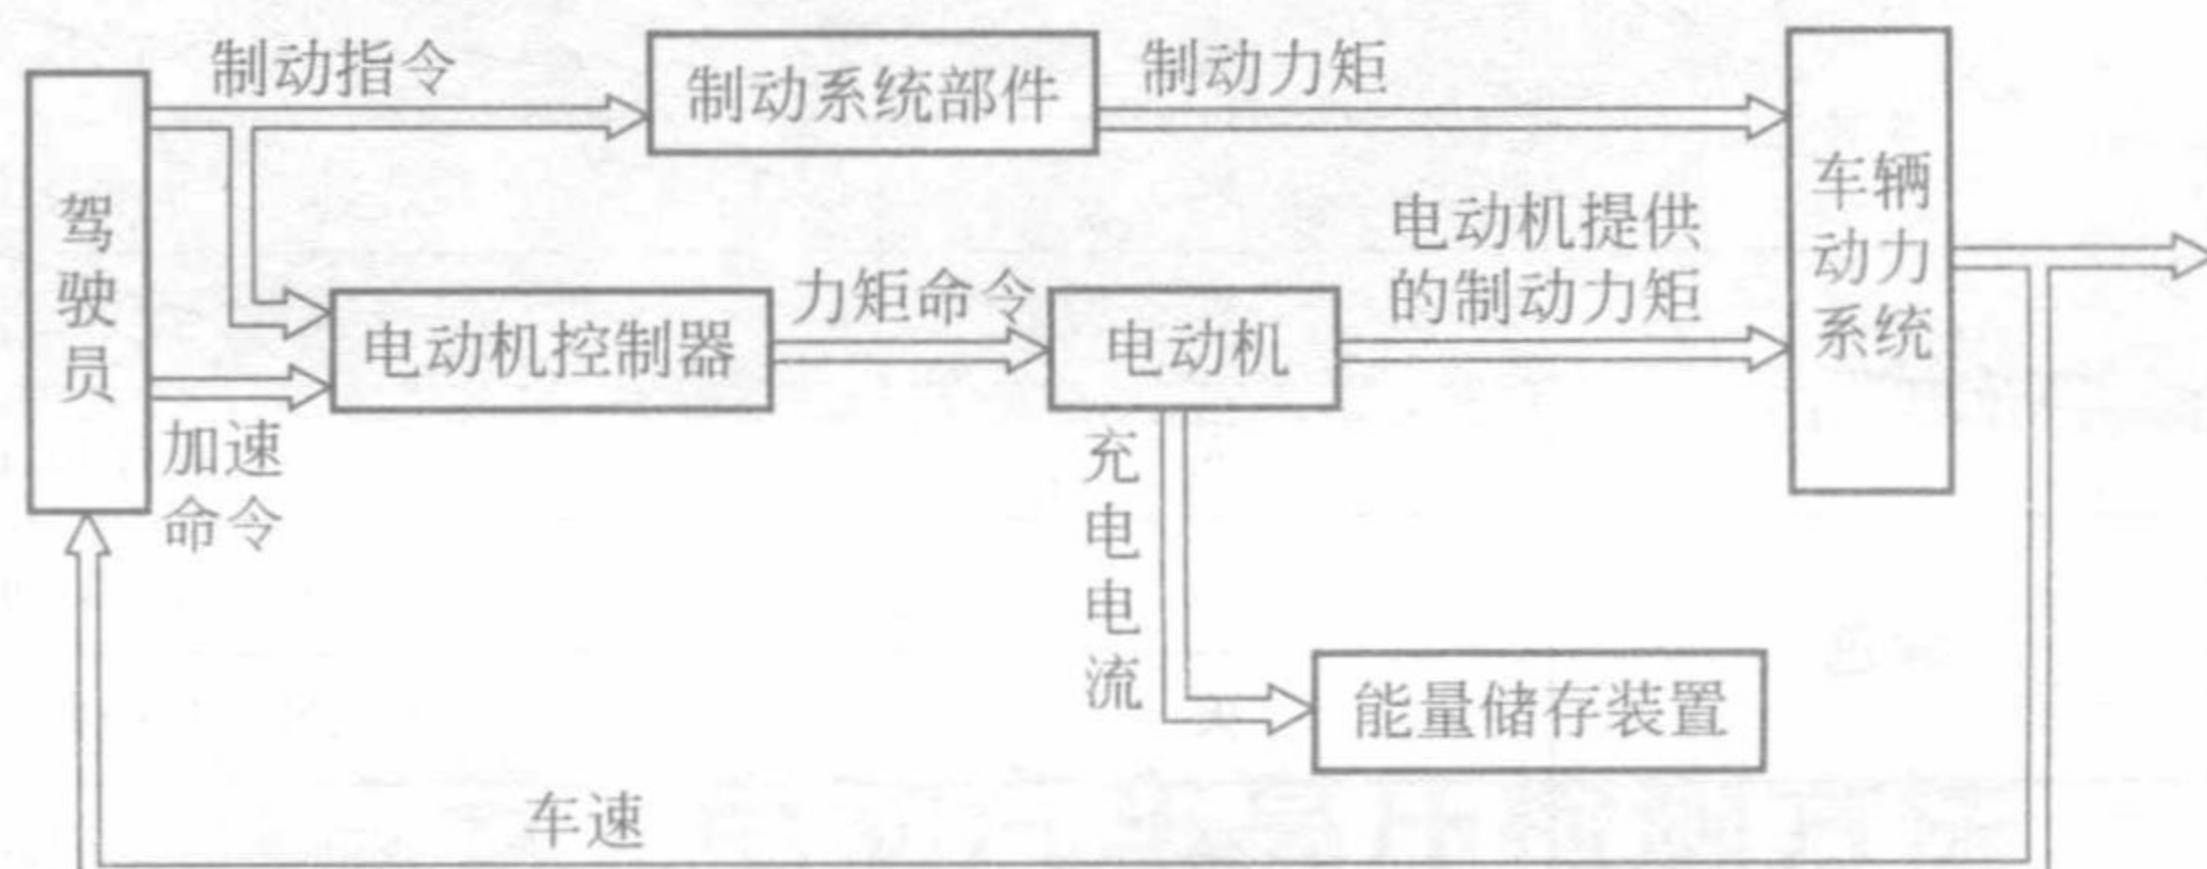 制动指令
制动系统部件
制动力矩
驾驶员
车辆
动力
系统
电动机提供
的制动力矩
力矩命令
电动机控制器
电动机
加速
命令
充电电流
能量储存装置
车速